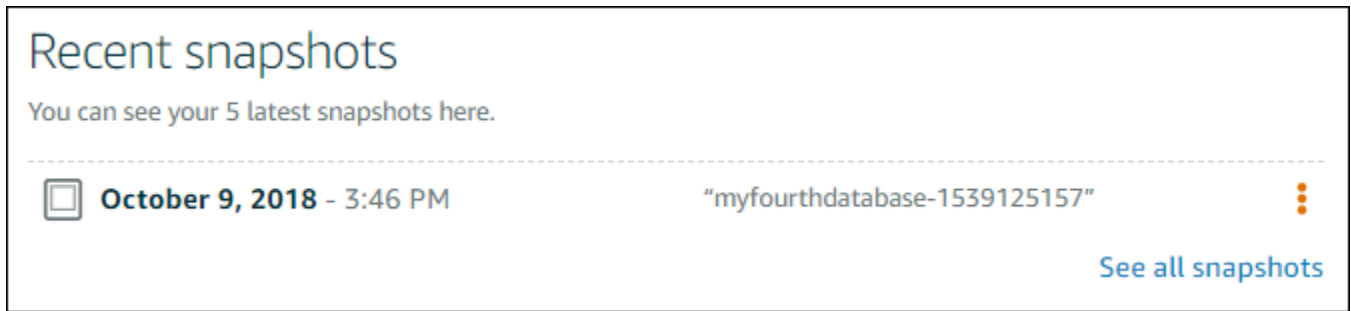 Recent snapshots
You can see your 5 latest snapshots here.
October 9, 2018 - 3:46 PM “myfourthdatabase-1539125157”
See all snapshots